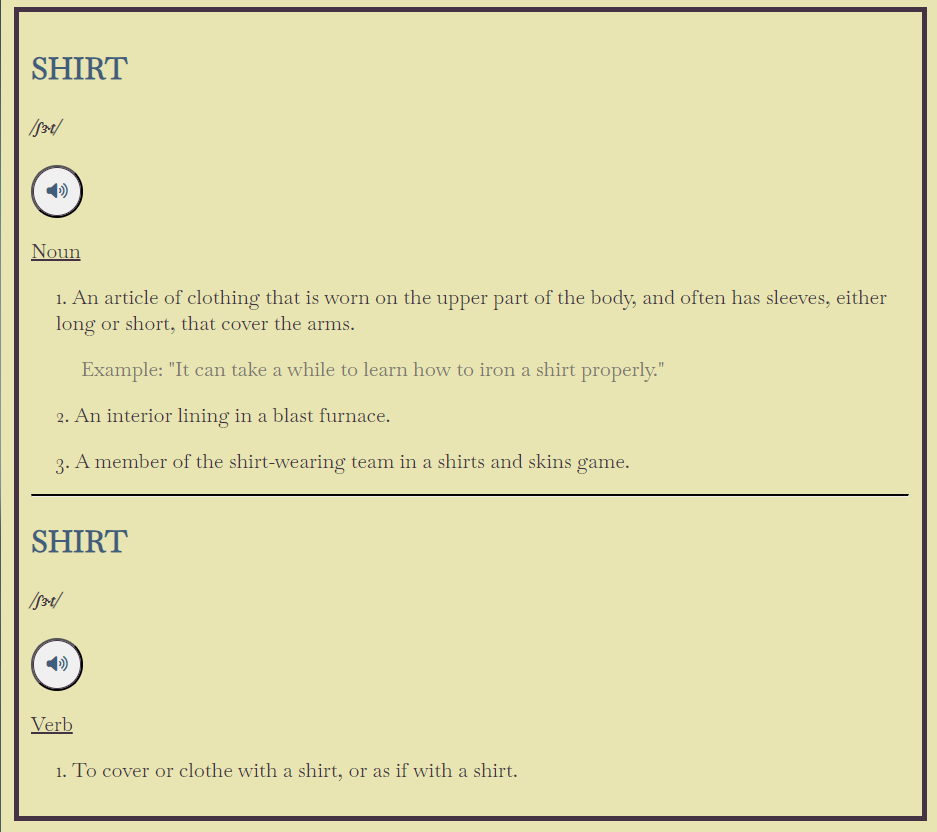 SHIRT
/ʃɝt/
Noun
1. An article of clothing that is worn on the upper part of the body, and often has sleeves, either
long or short, that cover the arms.
Example: "It can take a while to learn how to iron a shirt properly."
2. An interior lining in a blast furnace.
3. A member of the shirt-wearing team in a shirts and skins game.
SHIRT
/ʃɝt/
Verb
1. To cover or clothe with a shirt, or as if with a shirt.